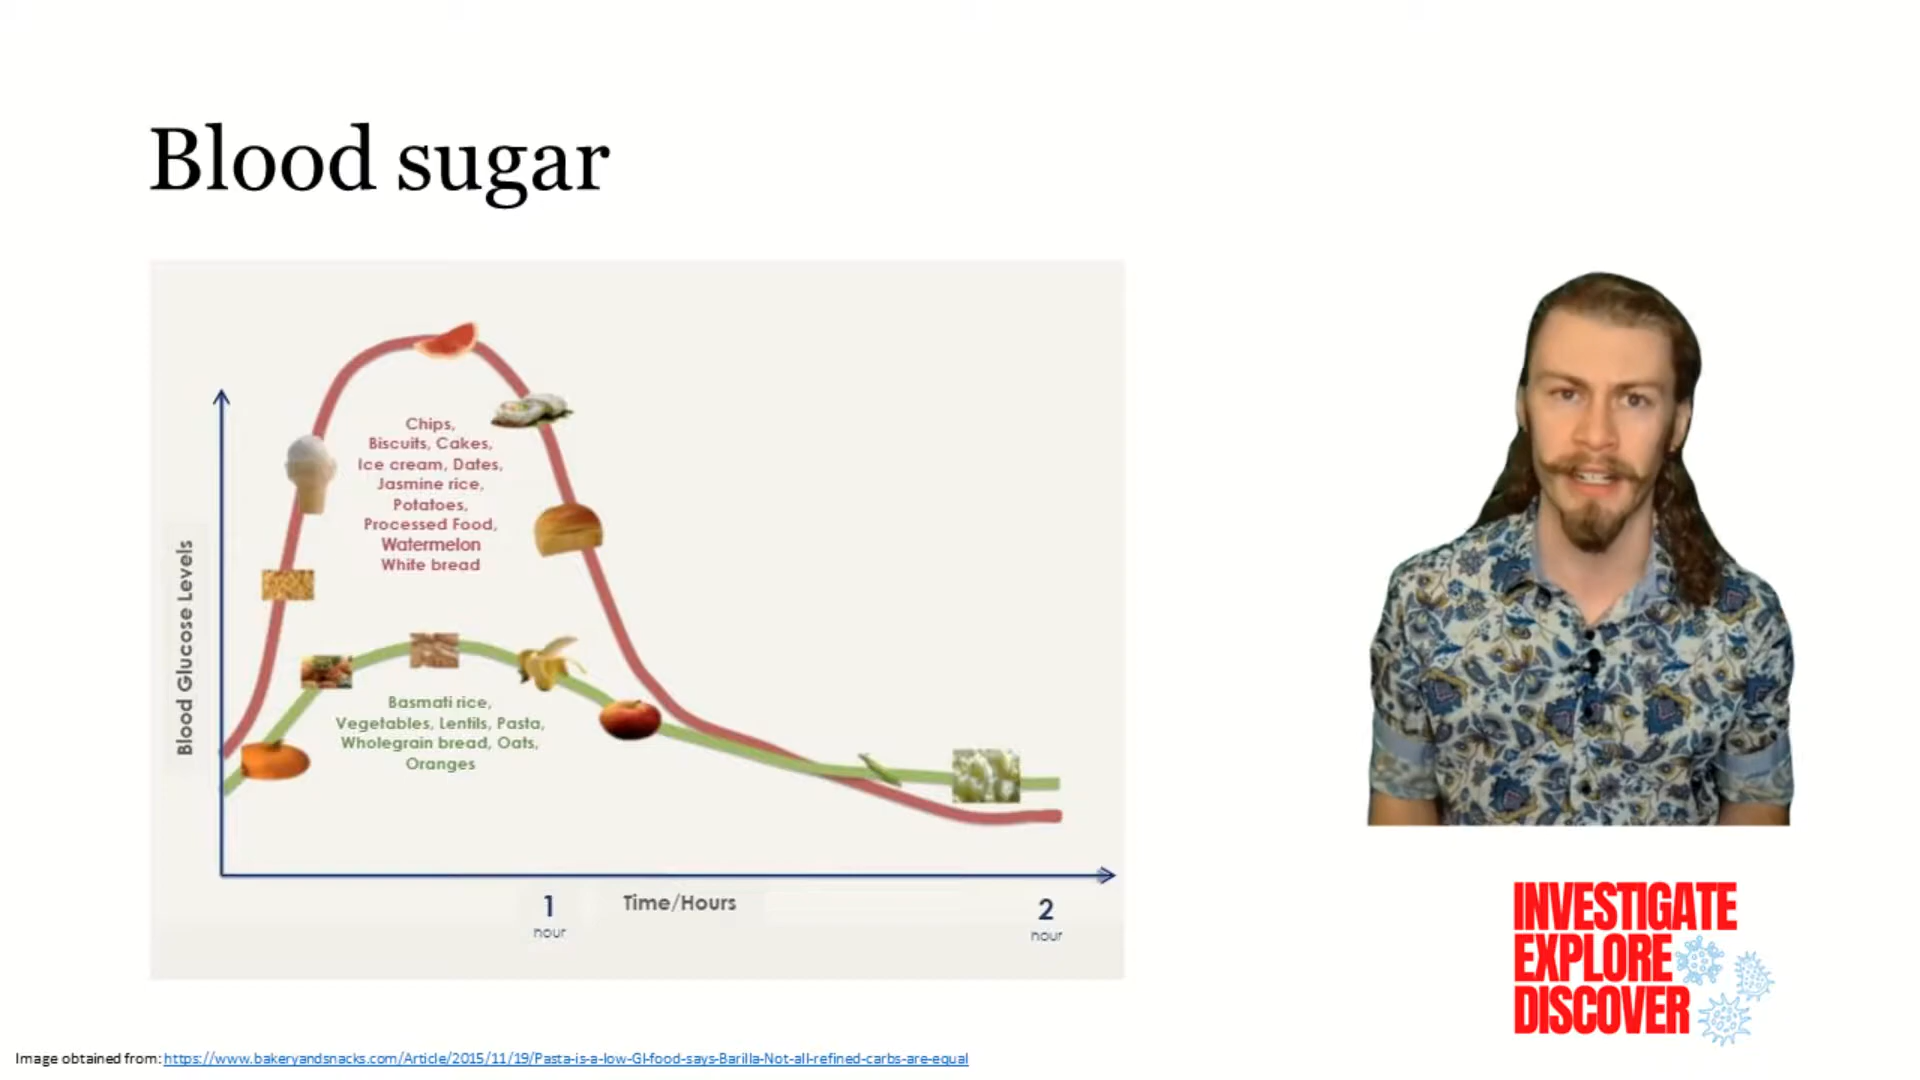 Blood sugar
Blood Glucose Levels
Chips,
Biscuits, Cakes,
Ice cream, Dates,
Jasmine rice,
Potatoes,
Processed Food,
Watermelon
White bread
Basmati rice,
Vegetables, Lentils, Pasta,
Wholegrain bread, Oats,
Oranges
1
hour
Time/Hours
2
hour
INVESTIGATE
EXPLORE
DISCOVER
Image obtained from: https://www.bakeryandsnacks.com/Article/2015/11/19/Pasta-is-a-low-GI-food-says-Barilla-Not-all-refined-carbs-are-equal